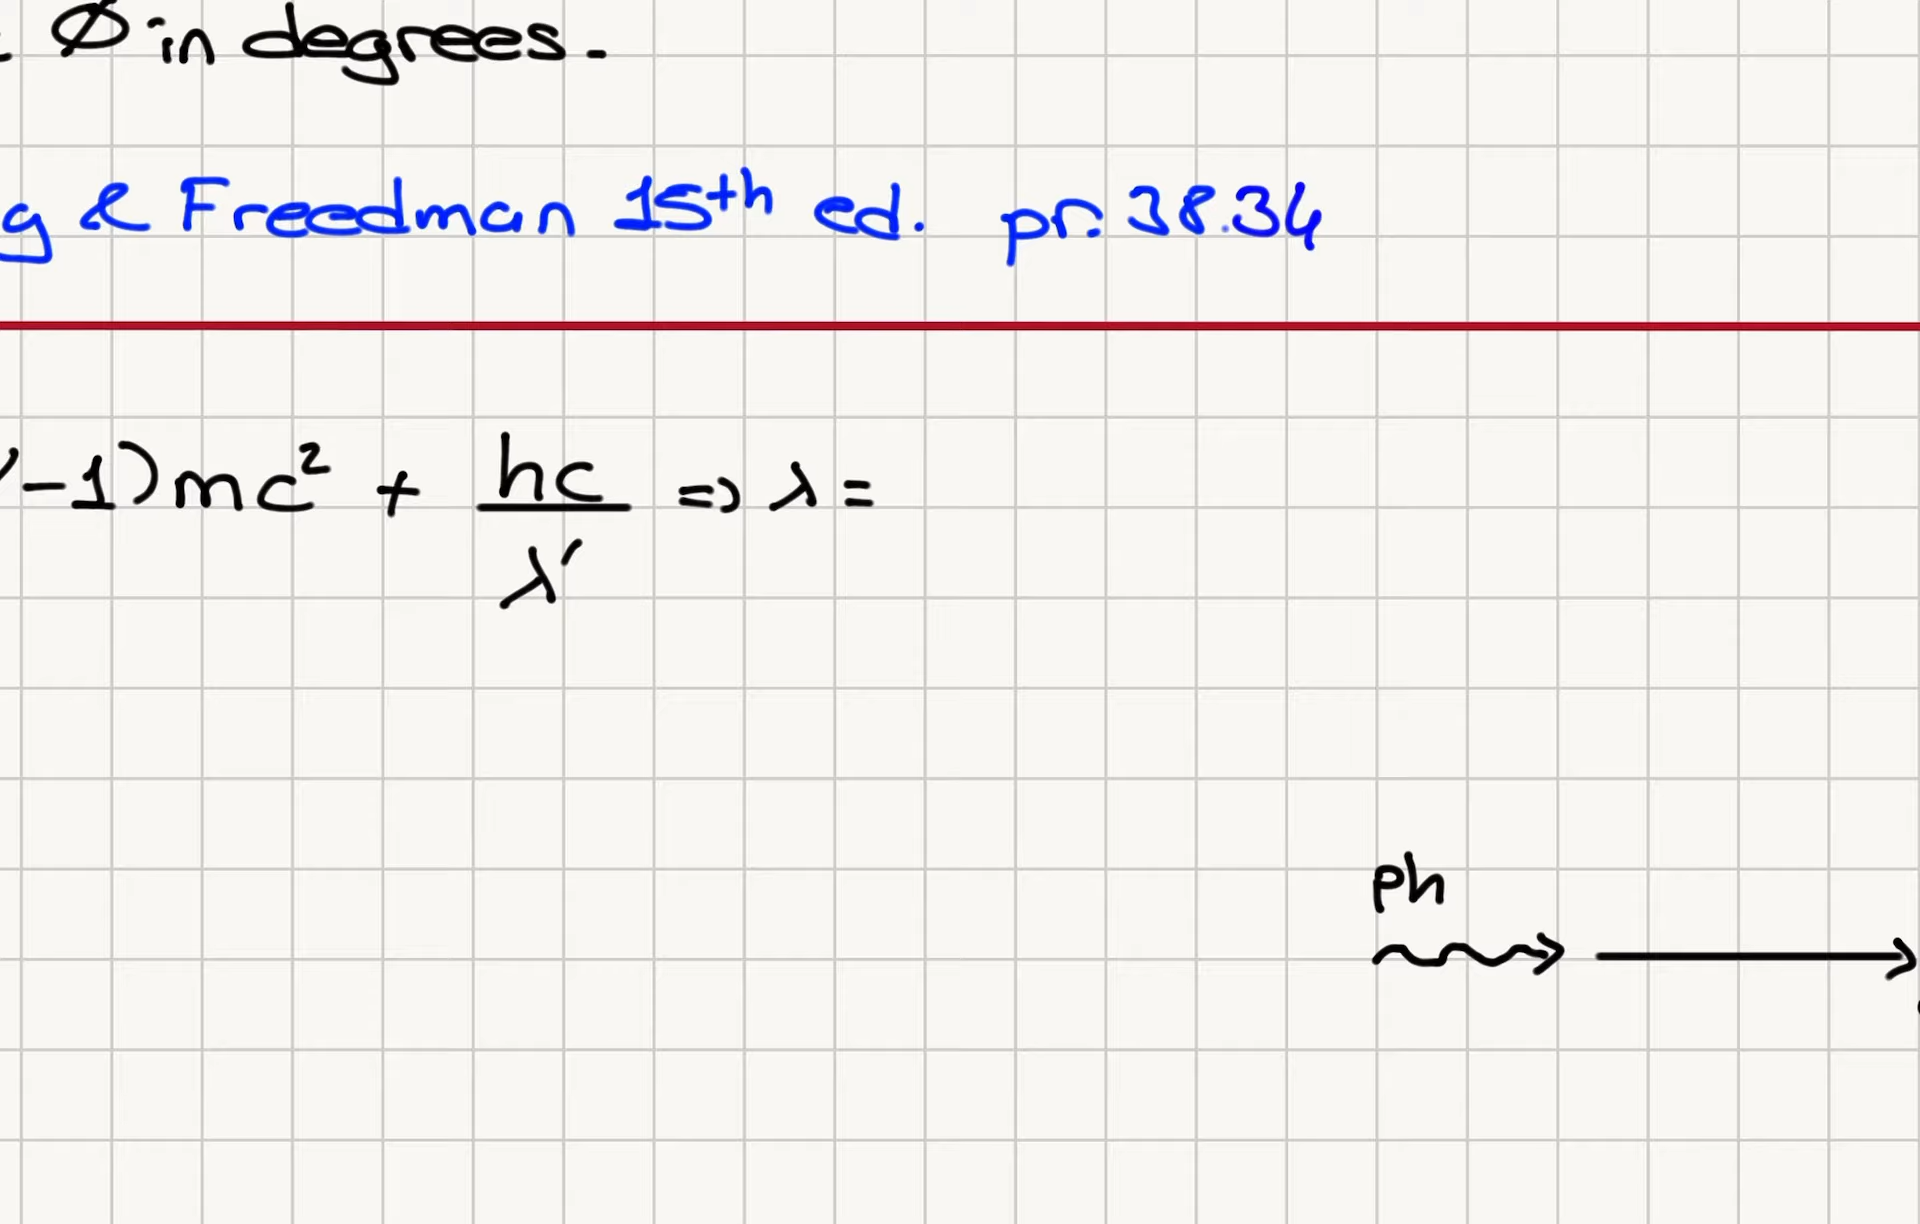 Ø in degrees.
g & Freedman 15th ed. pr. 38.34
-1)mc² + hc/λ' => λ =
ph